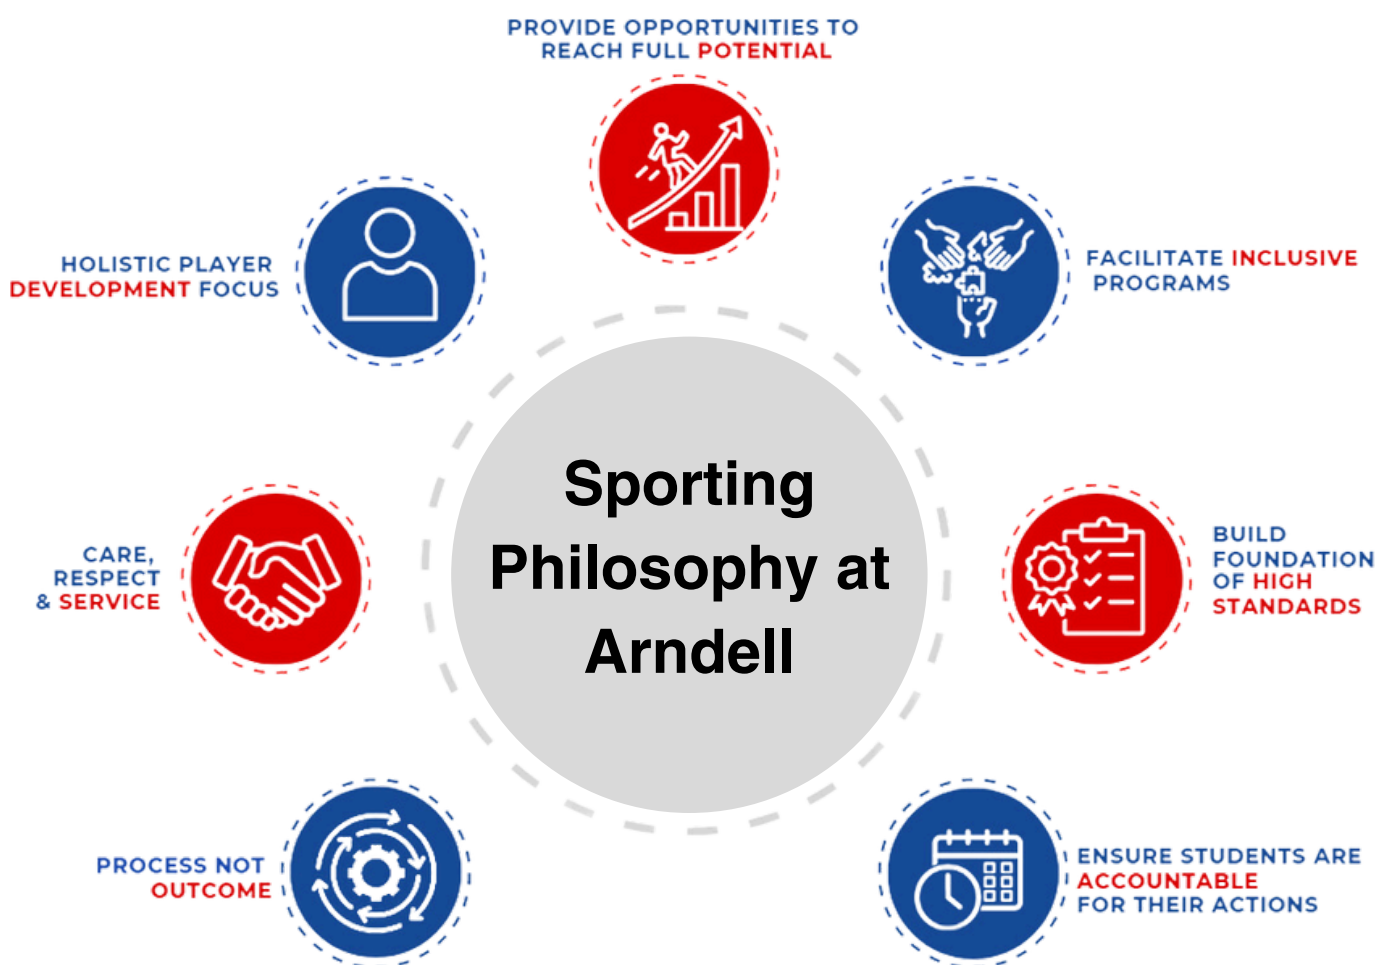 PROVIDE OPPORTUNITIES TO
REACH FULL POTENTIAL
HOLISTIC PLAYER
DEVELOPMENT FOCUS
FACILITATE INCLUSIVE
PROGRAMS
Sporting
Philosophy at
Arndell
CARE,
RESPECT
& SERVICE
BUILD
FOUNDATION
OF HIGH
STANDARDS
PROCESS NOT
OUTCOME
ENSURE STUDENTS ARE
ACCOUNTABLE
FOR THEIR ACTIONS